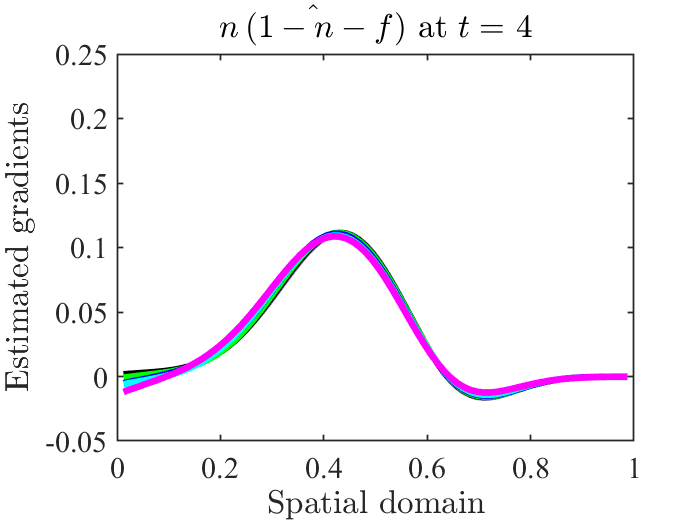 n (1 − ̂n − f) at t = 4
Estimated gradients
0.25
0.2
0.15
0.1
0.05
0
-0.05
0 0.2 0.4 0.6 0.8 1
Spatial domain